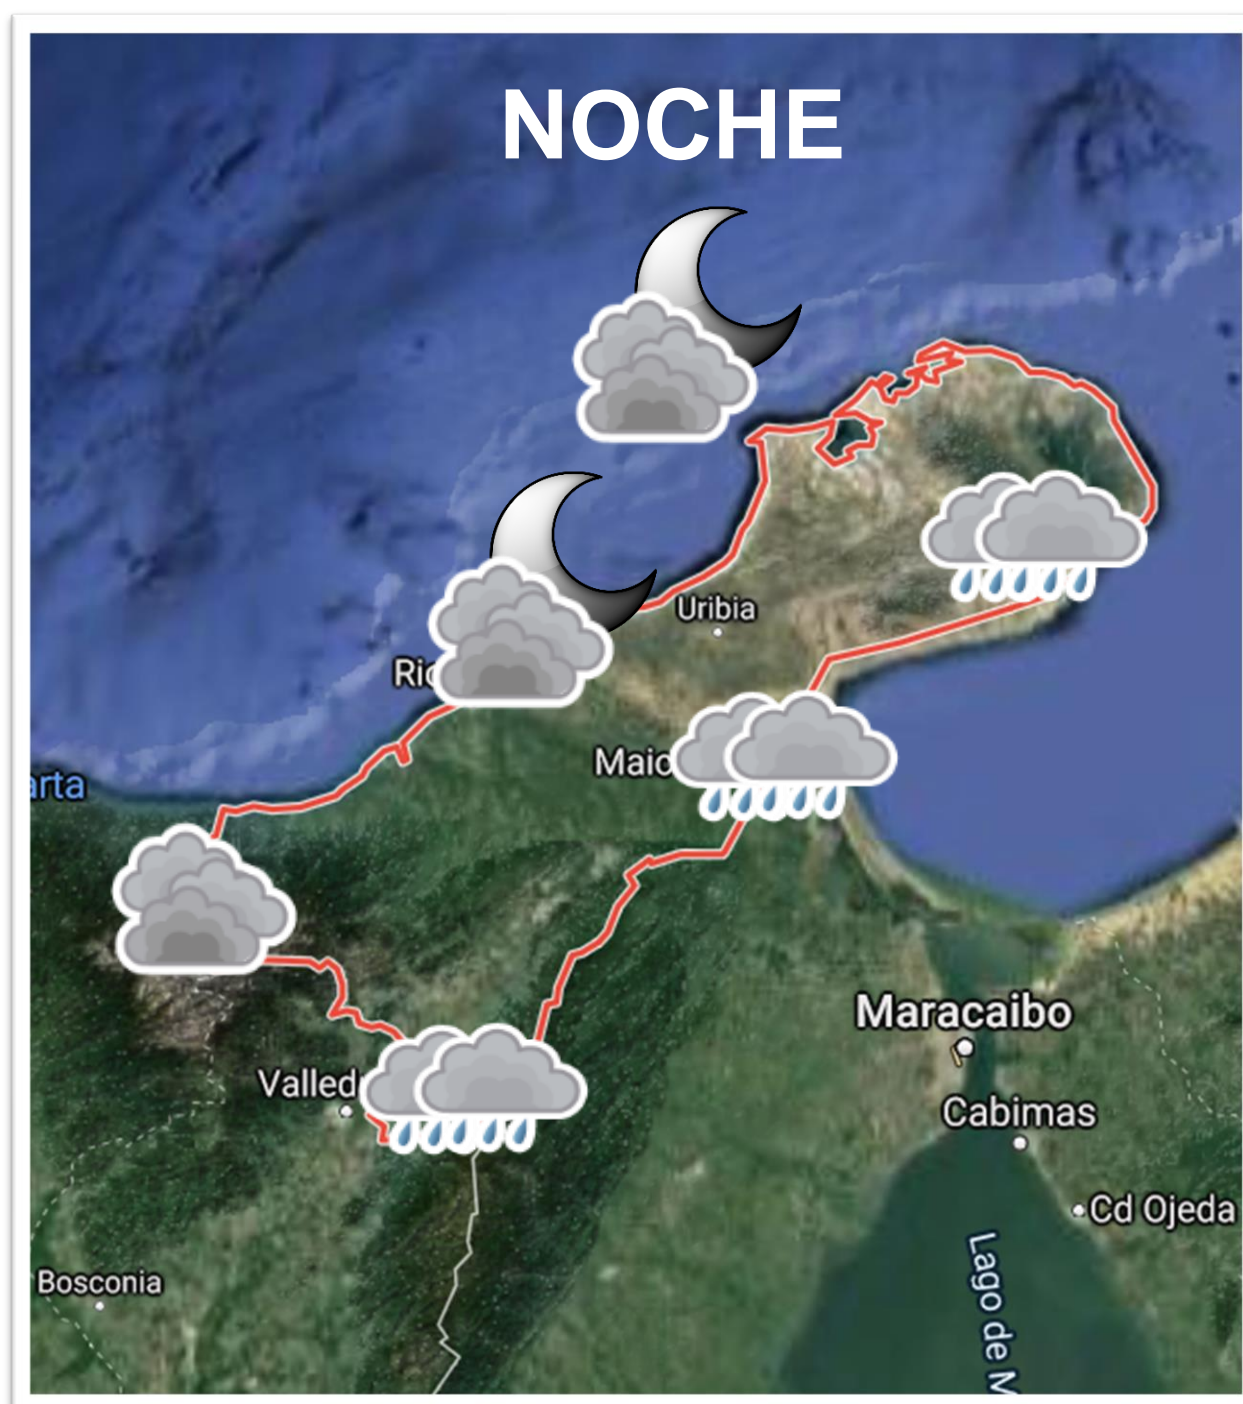 NOCHE
Uribia
Ric
Maic
arta
Maracaibo
Valled
Cabimas
Cd Ojeda
Bosconia
Lago de M